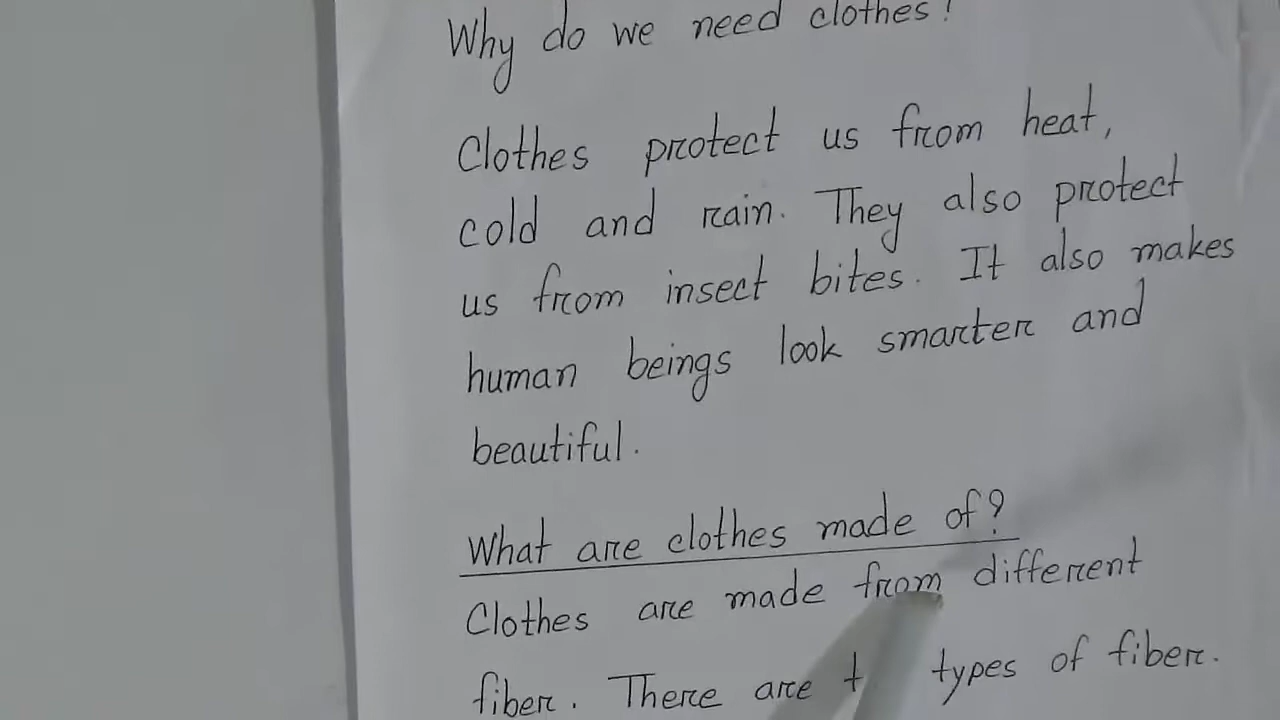 Why do we need clothes?
Clothes protect us from heat,
cold and rain. They also protect
us from insect bites. It also makes
human beings look smarter and
beautiful.
What are clothes made of?
Clothes are made from different
fiber. There are types of fiber.